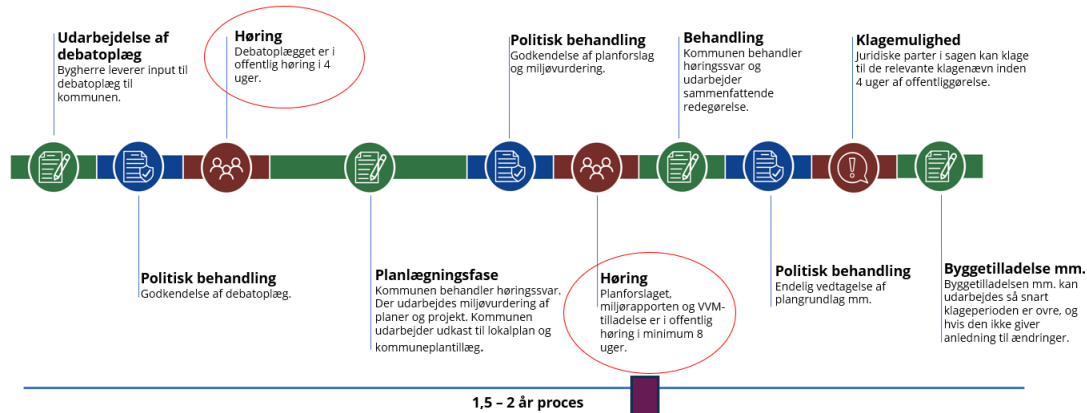 Udarbejdelse af
debatoplæg
Bygherre leverer input til
debatoplæg til
kommunen.
Høring
Debatoplægget er i
offentlig høring i 4
uger.
Politisk behandling
Godkendelse af planforslag
og miljøvurdering.
Behandling
Kommunen behandler
høringssvar og
udarbejder
sammenfattende
redegørelse.
Klagemulighed
Juridiske parter i sagen kan klage
til de relevante klagenævn inden
4 uger af offentliggørelse.
Politisk behandling
Godkendelse af debatoplæg.
Planlægningsfase
Kommunen behandler høringssvar.
Der udarbejdes miljøvurdering af
planer og projekt. Kommunen
udarbejder udkast til lokalplan og
kommuneplantillæg.
Høring
Planforslaget,
miljørapporten og VVM-
tilladelse er i offentlig
høring i minimum 8
uger.
Politisk behandling
Endelig vedtagelse af
plangrundlag mm.
Byggetilladelse mm.
Byggetilladelsen mm. kan
udarbejdes så snart
klageperioden er ovre, og
hvis den ikke giver
anledning til ændringer.
1,5 – 2 år proces